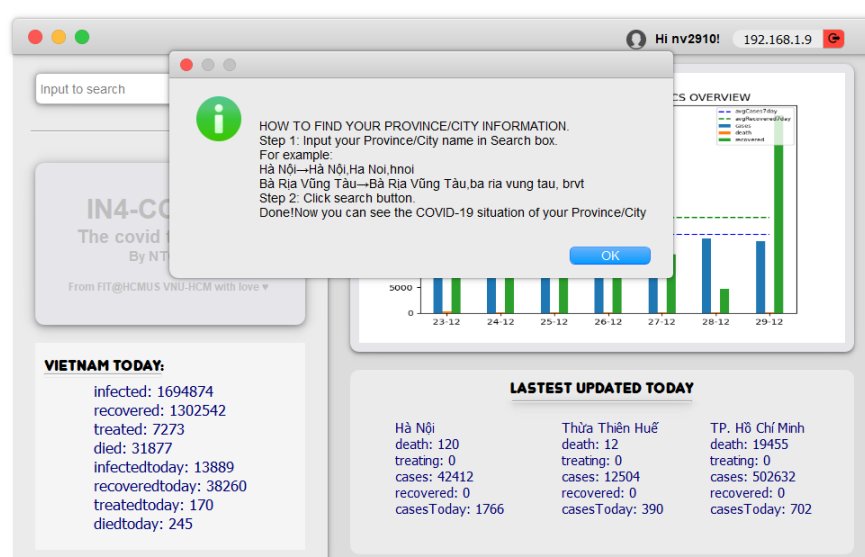 Hi nv2910!
192.168.1.9
Input to search
HOW TO FIND YOUR PROVINCE/CITY INFORMATION.
Step 1: Input your Province/City name in Search box.
For example:
Hà Nội→Hà Nội,Ha Noi,hnoi
Bà Rịa Vũng Tàu→Bà Rịa Vũng Tàu,ba ria vung tau, brvt
Step 2: Click search button.
Done!Now you can see the COVID-19 situation of your Province/City
OK
CS OVERVIEW
avgCases7day
avgRecovered7day
cases
death
recovered
5000
0
23-12 24-12 25-12 26-12 27-12 28-12 29-12
IN4-CO
The covid
By NT
From FIT@HCMUS VNU-HCM with love ♥
VIETNAM TODAY:
infected: 1694874
recovered: 1302542
treated: 7273
died: 31877
infectedtoday: 13889
recoveredtoday: 38260
treatedtoday: 170
diedtoday: 245
LASTEST UPDATED TODAY
Hà Nội
death: 120
treating: 0
cases: 42412
recovered: 0
casesToday: 1766
Thừa Thiên Huế
death: 12
treating: 0
cases: 12504
recovered: 0
casesToday: 390
TP. Hồ Chí Minh
death: 19455
treating: 0
cases: 502632
recovered: 0
casesToday: 702